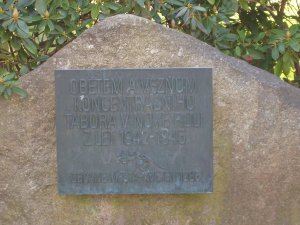 OBĚTEM A VĚZŇŮM
KONCENTRAČNÍHO
TÁBORA V NOVÉ ROLI
Z LET 1942-1945